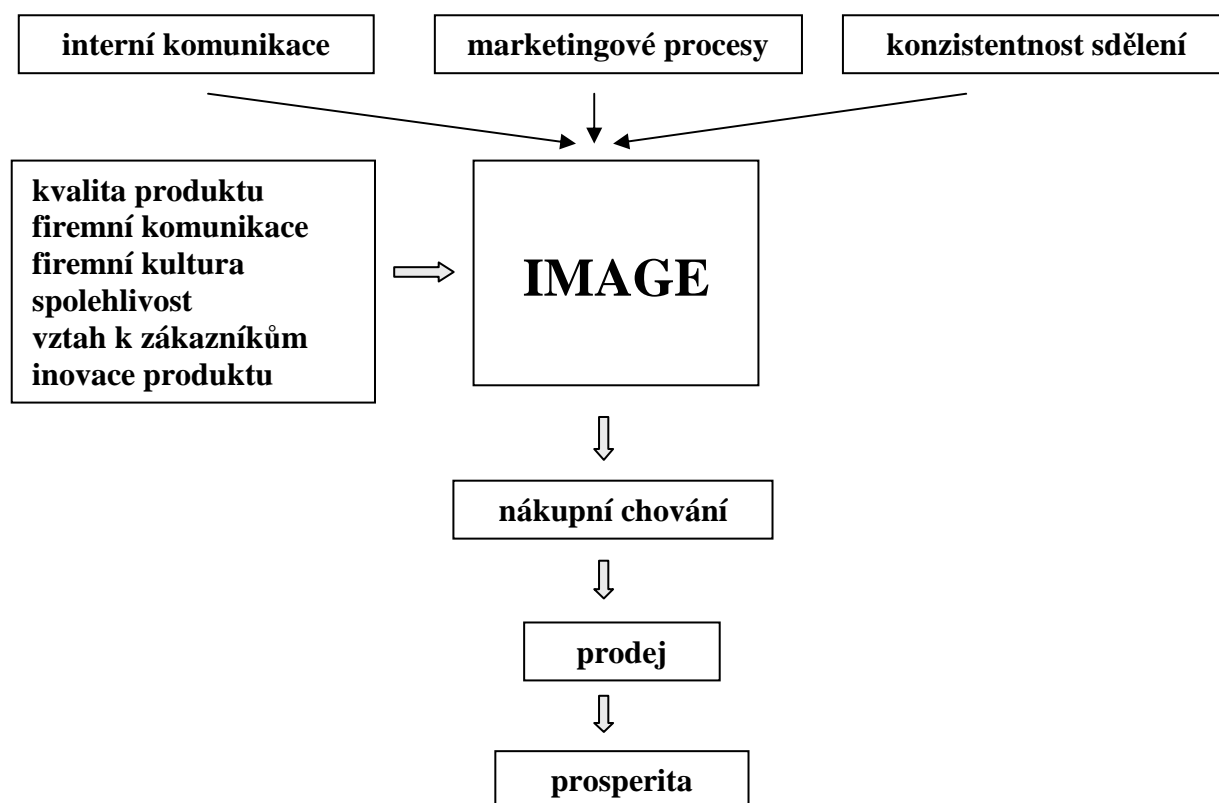 interní komunikace
marketingové procesy
konzistentnost sdělení
kvalita produktu
firemní komunikace
firemní kultura
spolehlivost
vztah k zákazníkům
inovace produktu
IMAGE
nákupní chování
prodej
prosperita